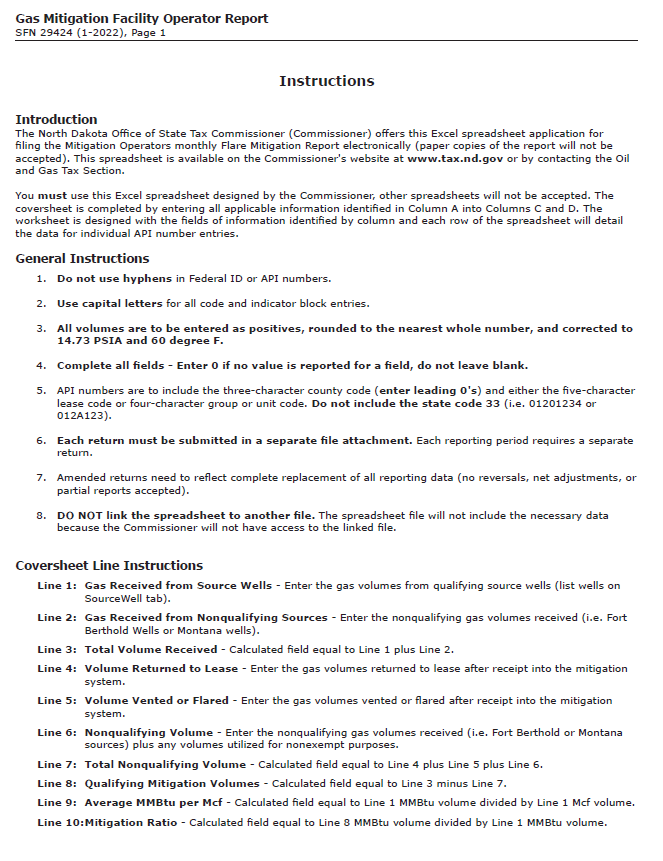 Gas Mitigation Facility Operator Report
SFN 29424 (1-2022), Page 1
Instructions
Introduction
The North Dakota Office of State Tax Commissioner (Commissioner) offers this Excel spreadsheet application for
filing the Mitigation Operators monthly Flare Mitigation Report electronically (paper copies of the report will not be
accepted). This spreadsheet is available on the Commissioner's website at www.tax.nd.gov or by contacting the Oil
and Gas Tax Section.
You must use this Excel spreadsheet designed by the Commissioner, other spreadsheets will not be accepted. The
coversheet is completed by entering all applicable information identified in Column A into Columns C and D. The
worksheet is designed with the fields of information identified by column and each row of the spreadsheet will detail
the data for individual API number entries.
General Instructions
1. Do not use hyphens in Federal ID or API numbers.
2. Use capital letters for all code and indicator block entries.
3. All volumes are to be entered as positives, rounded to the nearest whole number, and corrected to
14.73 PSIA and 60 degree F.
4. Complete all fields - Enter 0 if no value is reported for a field, do not leave blank.
5. API numbers are to include the three-character county code (enter leading 0's) and either the five-character
lease code or four-character group or unit code. Do not include the state code 33 (i.e. 01201234 or
012A123).
6. Each return must be submitted in a separate file attachment. Each reporting period requires a separate
return.
7. Amended returns need to reflect complete replacement of all reporting data (no reversals, net adjustments, or
partial reports accepted).
8. DO NOT link the spreadsheet to another file. The spreadsheet file will not include the necessary data
because the Commissioner will not have access to the linked file.
Coversheet Line Instructions
Line 1: Gas Received from Source Wells - Enter the gas volumes from qualifying source wells (list wells on
SourceWell tab).
Line 2: Gas Received from Nonqualifying Sources - Enter the nonqualifying gas volumes received (i.e. Fort
Berthold Wells or Montana wells).
Line 3: Total Volume Received - Calculated field equal to Line 1 plus Line 2.
Line 4: Volume Returned to Lease - Enter the gas volumes returned to lease after receipt into the mitigation
system.
Line 5: Volume Vented or Flared - Enter the gas volumes vented or flared after receipt into the mitigation
system.
Line 6: Nonqualifying Volume - Enter the nonqualifying gas volumes received (i.e. Fort Berthold or Montana
sources) plus any volumes utilized for nonexempt purposes.
Line 7: Total Nonqualifying Volume - Calculated field equal to Line 4 plus Line 5 plus Line 6.
Line 8: Qualifying Mitigation Volumes - Calculated field equal to Line 3 minus Line 7.
Line 9: Average MMBtu per Mcf - Calculated field equal to Line 1 MMBtu volume divided by Line 1 Mcf volume.
Line 10:Mitigation Ratio - Calculated field equal to Line 8 MMBtu volume divided by Line 1 MMBtu volume.